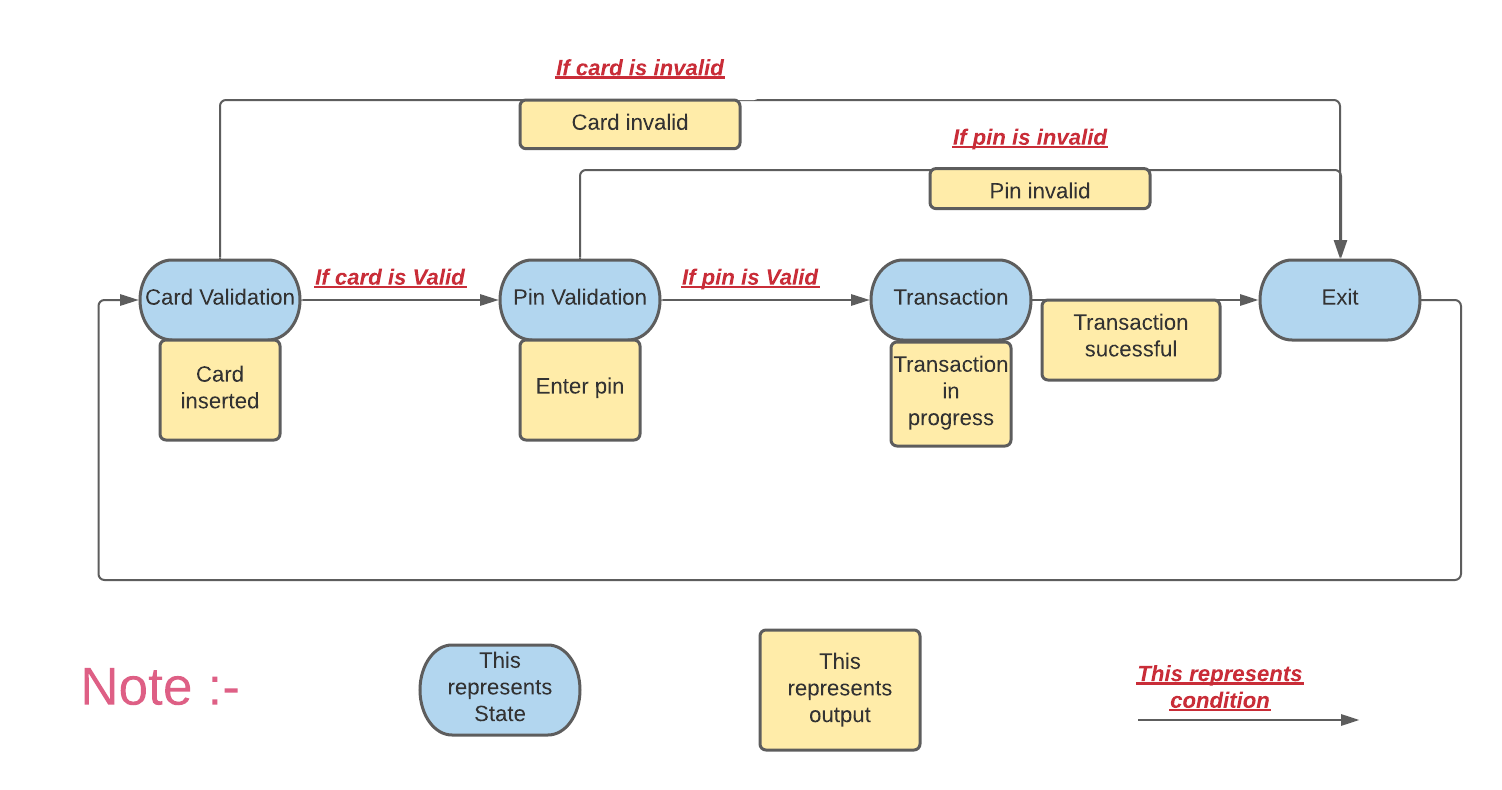 If card is invalid
Card invalid
If pin is invalid
Pin invalid
If card is Valid
If pin is Valid
Card Validation
Pin Validation
Transaction
Exit
Transaction
sucessful
Card
inserted
Enter pin
Transaction
in
progress
Note :-
This
represents
State
This
represents
output
This represents
condition